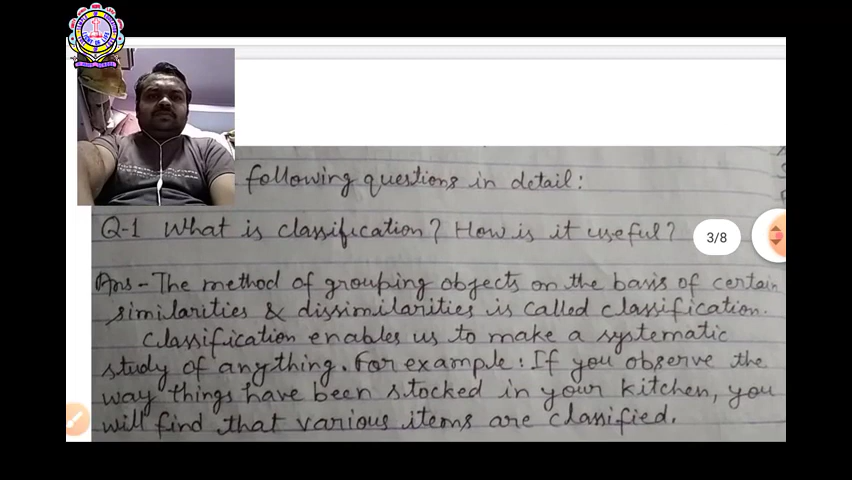 following questions in detail:
Q-1 What is classification? How is it useful?
3/8
Ans- The method of grouping objects on the basis of certain
similarities & dissimilarities is called classification.
Classification enables us to make a systematic
study of anything. For example: If you observe the
way things have been stocked in your kitchen, you
will find that various items are classified.